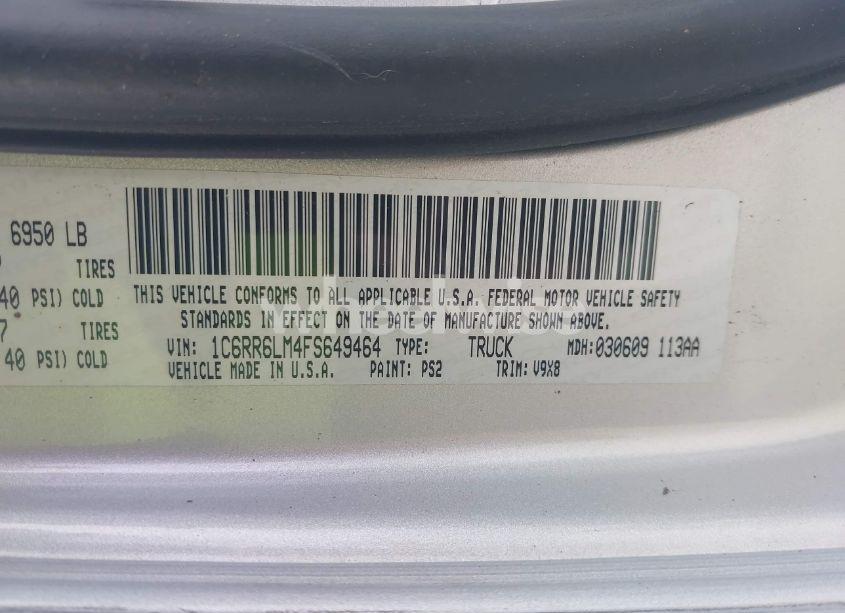 6950 LB
TIRES
40 PSI) COLD
7 TIRES
40 PSI) COLD
THIS VEHICLE CONFORMS TO ALL APPLICABLE U.S.A. FEDERAL MOTOR VEHICLE SAFETY
STANDARDS IN EFFECT ON THE DATE OF MANUFACTURE SHOWN ABOVE.
VIN: 1C6RR6LM4FS649464 TYPE: TRUCK MDH:030609 113AA
VEHICLE MADE IN U.S.A. PAINT: PS2 TRIM: V9X8